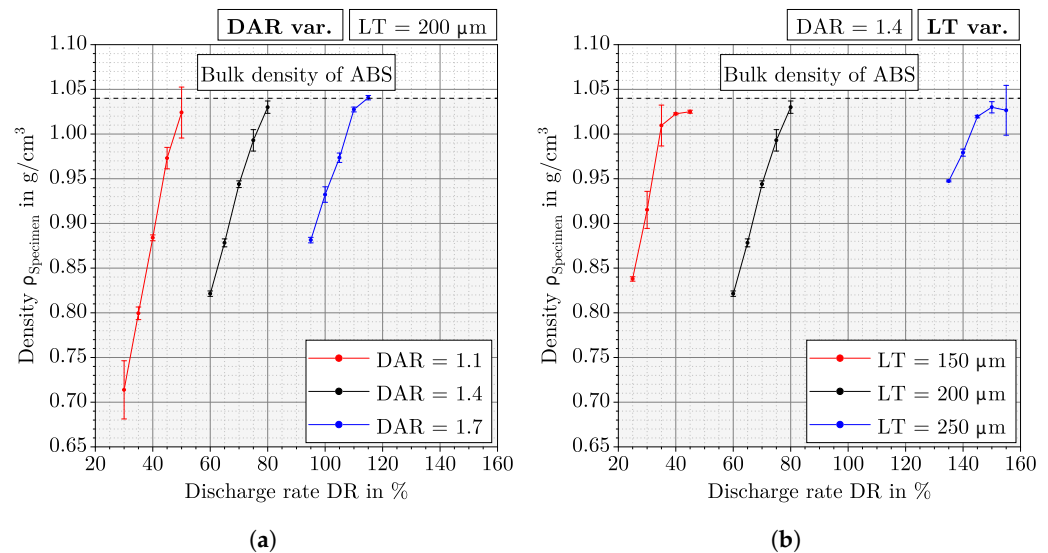 DAR var. LT = 200 µm
1.10
1.05
1.00
0.95
0.90
0.85
0.80
0.75
0.70
0.65
Density ρSpecimen in g/cm³
Bulk density of ABS
DAR = 1.1
DAR = 1.4
DAR = 1.7
20 40 60 80 100 120 140 160
Discharge rate DR in %
(a)
DAR = 1.4 LT var.
1.10
1.05
1.00
0.95
0.90
0.85
0.80
0.75
0.70
0.65
Density ρSpecimen in g/cm³
Bulk density of ABS
LT = 150 µm
LT = 200 µm
LT = 250 µm
20 40 60 80 100 120 140 160
Discharge rate DR in %
(b)